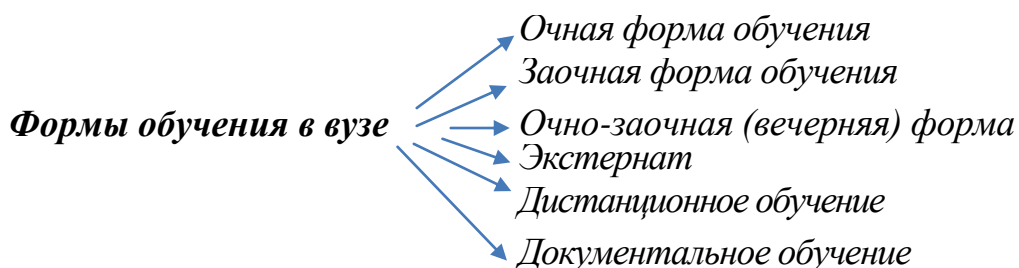 Очная форма обучения
Заочная форма обучения
Формы обучения в вузе
Очно-заочная (вечерняя) форма
Экстернат
Дистанционное обучение
Документальное обучение